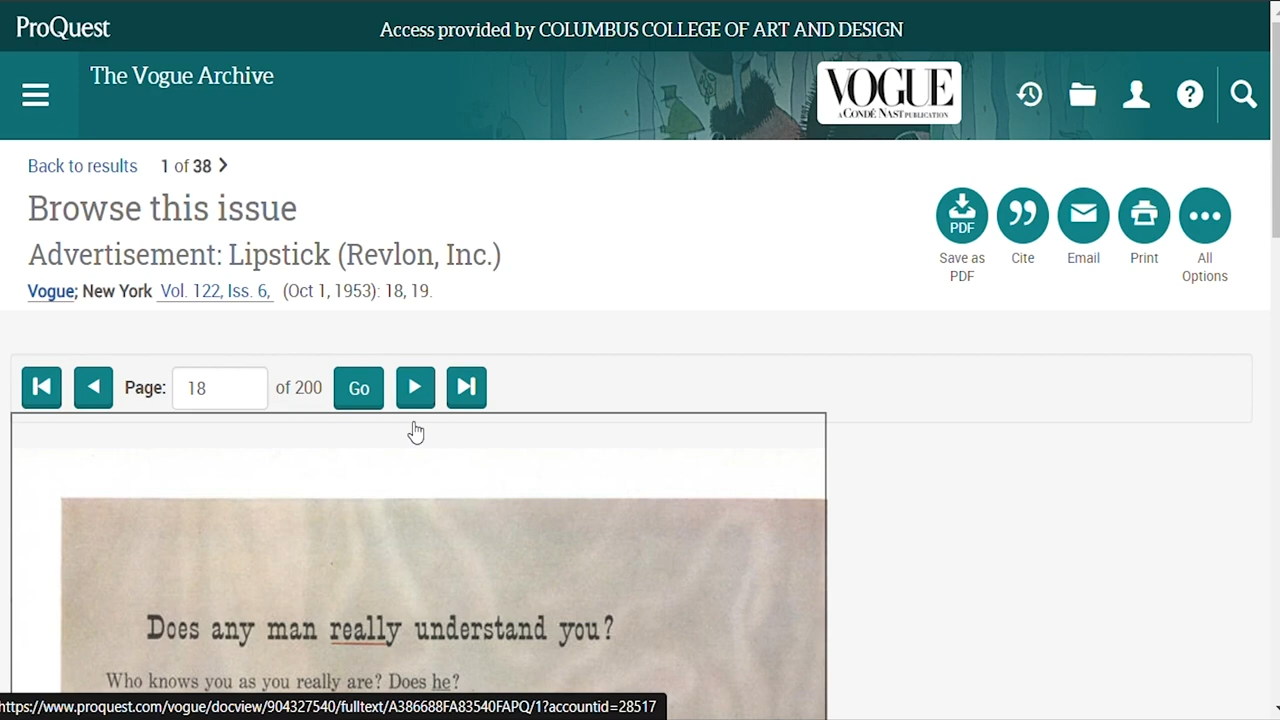 ProQuest
Access provided by COLUMBUS COLLEGE OF ART AND DESIGN
The Vogue Archive
VOGUE
A CONDÉ NAST PUBLICATION
Back to results 1 of 38
Browse this issue
Advertisement: Lipstick (Revlon, Inc.)
Vogue; New York Vol. 122, Iss. 6, (Oct 1, 1953): 18, 19.
PDF
Save as PDF
Cite
Email
Print
All Options
Page: 18 of 200 Go
Does any man really understand you?
Who knows you as you really are? Does he?
https://www.proquest.com/vogue/docview/904327540/fulltext/A386688FA83540FAPQ/1?accountid=28517